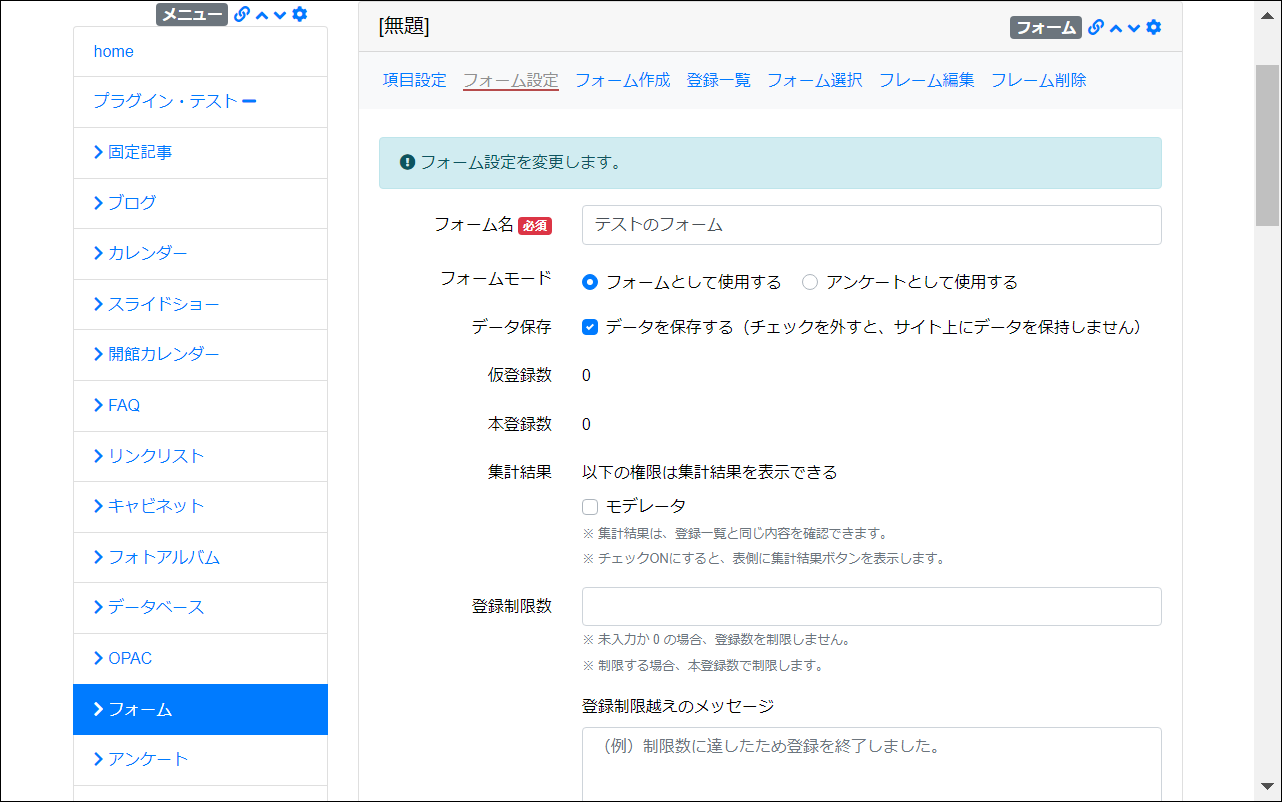 メニュー
home
プラグイン・テスト
固定記事
ブログ
カレンダー
スライドショー
開館カレンダー
FAQ
リンクリスト
キャビネット
フォトアルバム
データベース
OPAC
フォーム
アンケート
[無題]
フォーム
項目設定 フォーム設定 フォーム作成 登録一覧 フォーム選択 フレーム編集 フレーム削除
フォーム設定を変更します。
フォーム名 必須 テストのフォーム
フォームモード フォームとして使用する アンケートとして使用する
データ保存 データを保存する（チェックを外すと、サイト上にデータを保持しません）
仮登録数 0
本登録数 0
集計結果 以下の権限は集計結果を表示できる
モデレータ
※ 集計結果は、登録一覧と同じ内容を確認できます。
※ チェックONにすると、表側に集計結果ボタンを表示します。
登録制限数
※ 未入力か 0 の場合、登録数を制限しません。
※ 制限する場合、本登録数で制限します。
登録制限越えのメッセージ
（例）制限数に達したため登録を終了しました。